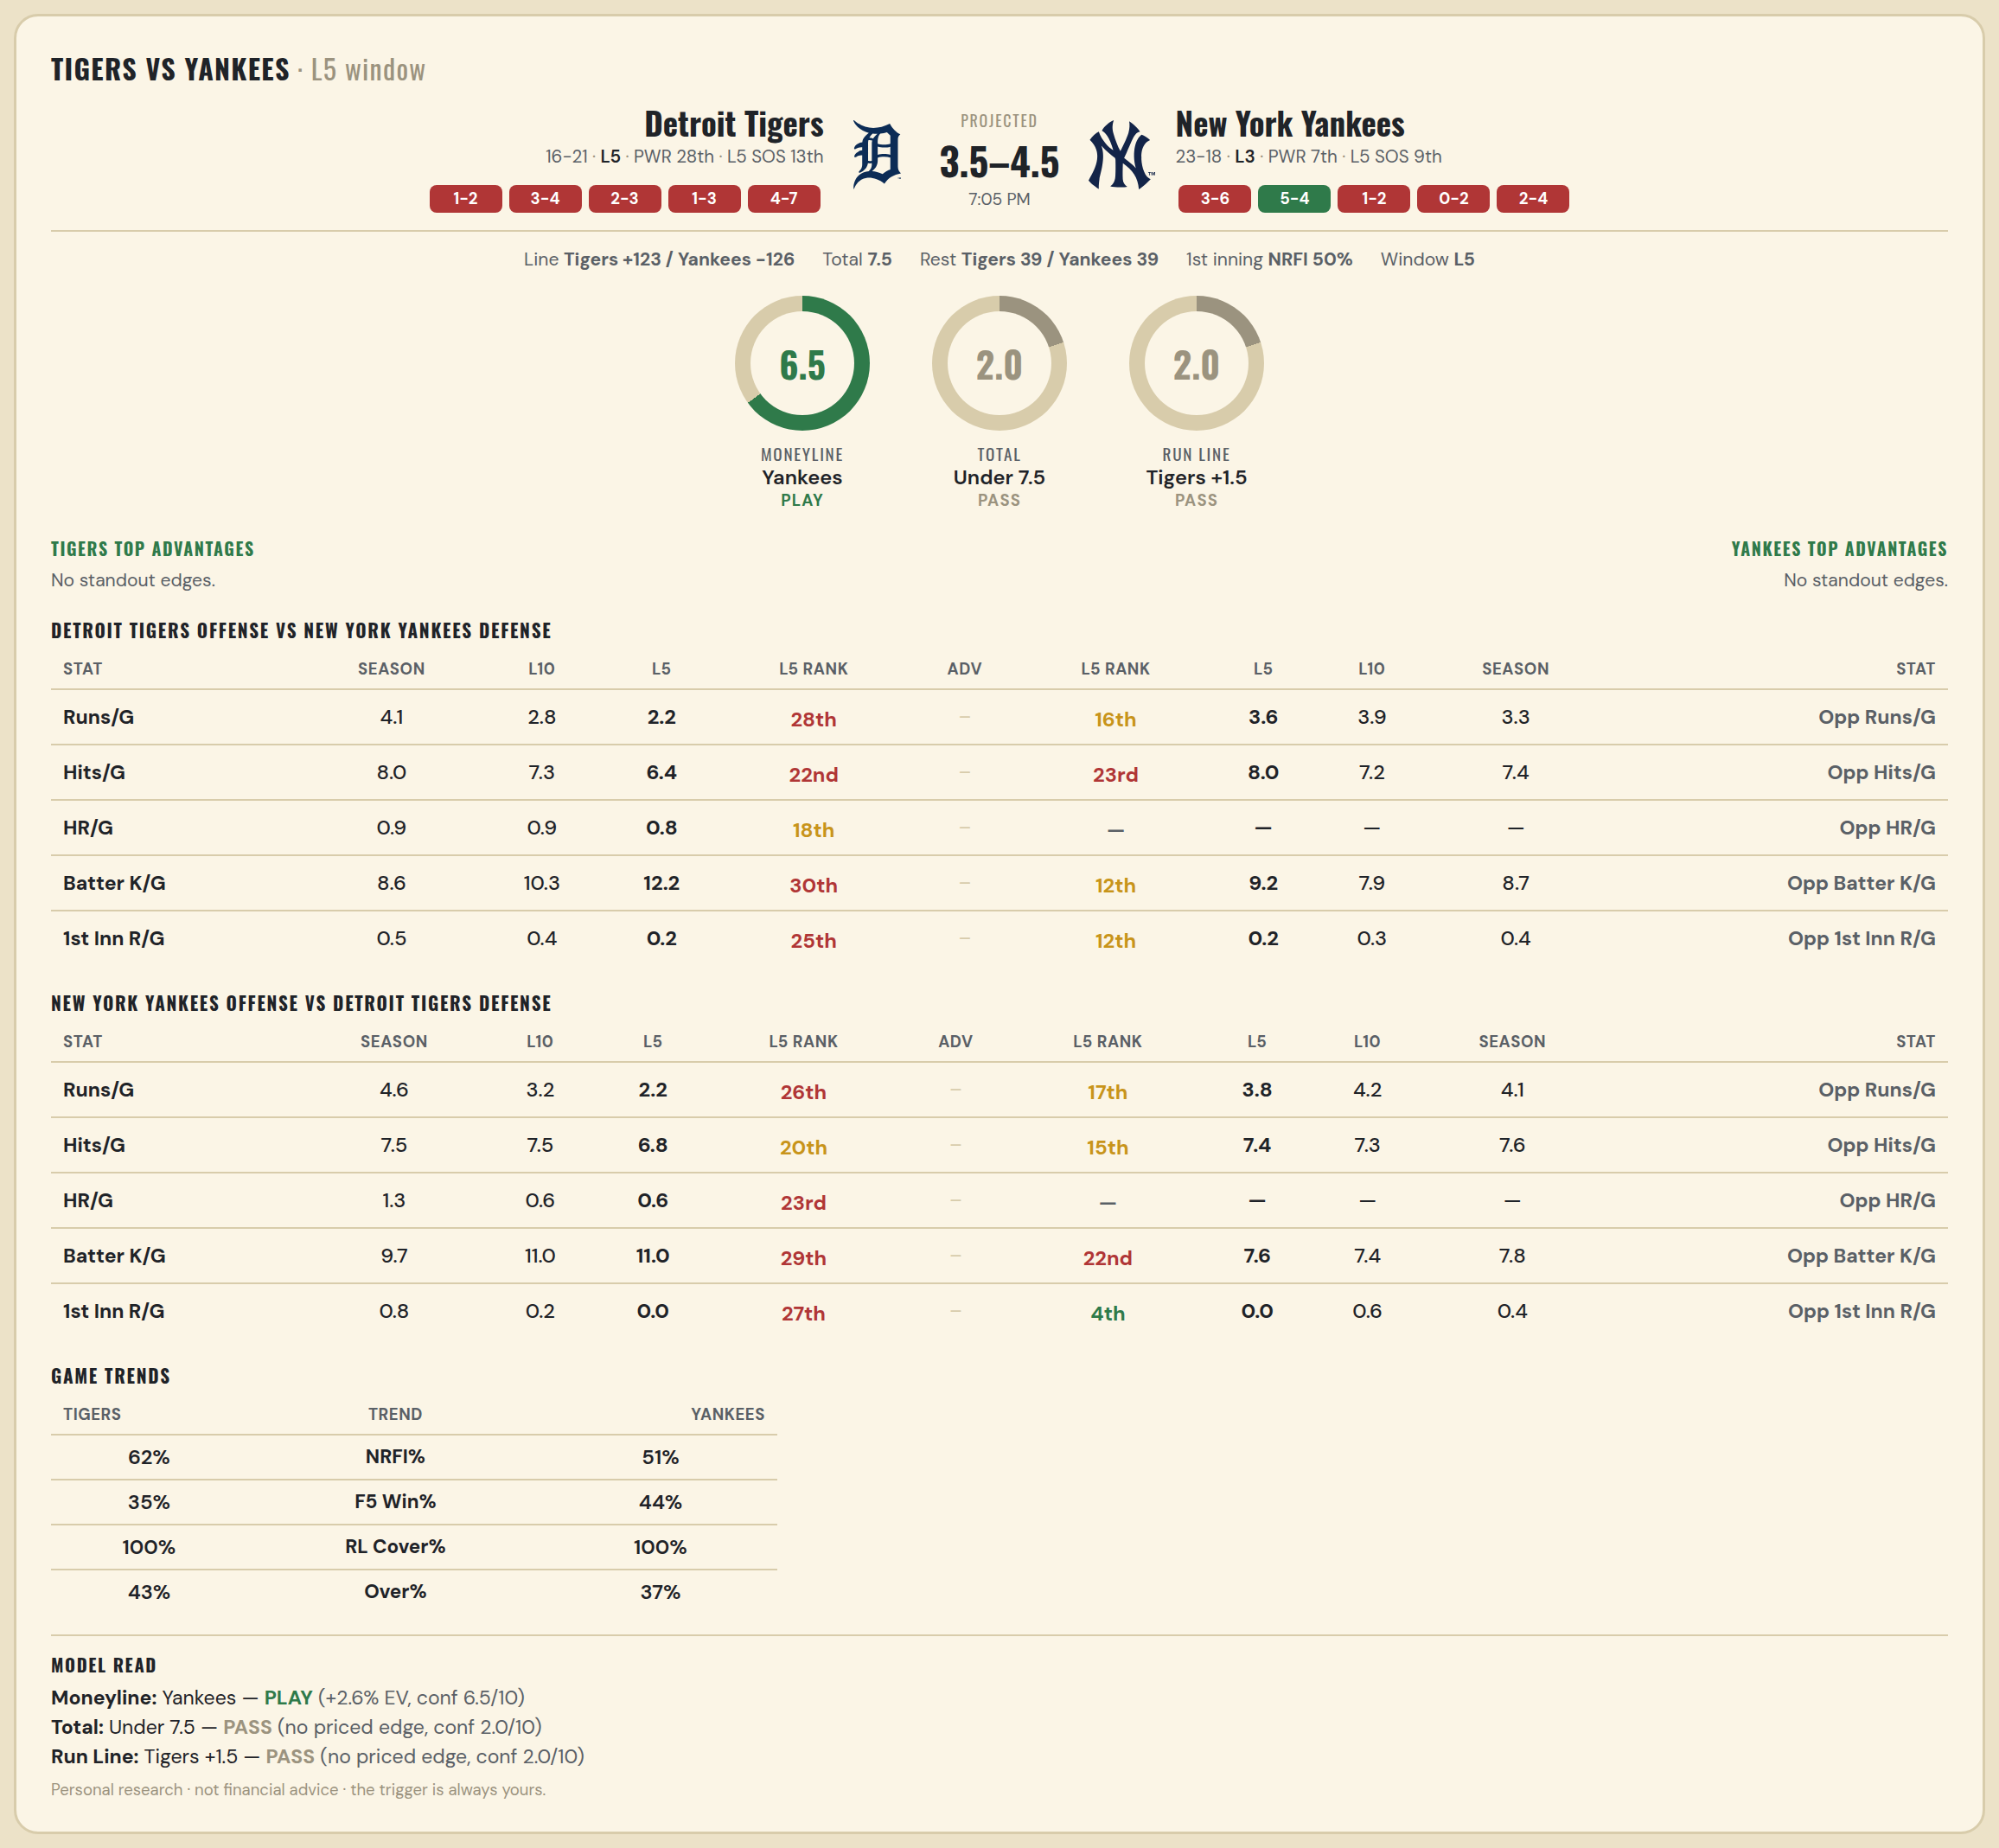 TIGERS VS YANKEES · L5 window
Detroit Tigers
16-21 · L5 · PWR 28th · L5 SOS 13th
1-2 3-4 2-3 1-3 4-7
PROJECTED
3.5–4.5
7:05 PM
New York Yankees
23-18 · L3 · PWR 7th · L5 SOS 9th
3-6 5-4 1-2 0-2 2-4
Line Tigers +123 / Yankees -126 Total 7.5 Rest Tigers 39 / Yankees 39 1st inning NRFI 50% Window L5
6.5 2.0 2.0
MONEYLINE TOTAL RUN LINE
Yankees Under 7.5 Tigers +1.5
PLAY PASS PASS
TIGERS TOP ADVANTAGES YANKEES TOP ADVANTAGES
No standout edges. No standout edges.
DETROIT TIGERS OFFENSE VS NEW YORK YANKEES DEFENSE
STAT SEASON L10 L5 L5 RANK ADV L5 RANK L5 L10 SEASON STAT
Runs/G 4.1 2.8 2.2 28th – 16th 3.6 3.9 3.3 Opp Runs/G
Hits/G 8.0 7.3 6.4 22nd – 23rd 8.0 7.2 7.4 Opp Hits/G
HR/G 0.9 0.9 0.8 18th – — — — — Opp HR/G
Batter K/G 8.6 10.3 12.2 30th – 12th 9.2 7.9 8.7 Opp Batter K/G
1st Inn R/G 0.5 0.4 0.2 25th – 12th 0.2 0.3 0.4 Opp 1st Inn R/G
NEW YORK YANKEES OFFENSE VS DETROIT TIGERS DEFENSE
STAT SEASON L10 L5 L5 RANK ADV L5 RANK L5 L10 SEASON STAT
Runs/G 4.6 3.2 2.2 26th – 17th 3.8 4.2 4.1 Opp Runs/G
Hits/G 7.5 7.5 6.8 20th – 15th 7.4 7.3 7.6 Opp Hits/G
HR/G 1.3 0.6 0.6 23rd – — — — — Opp HR/G
Batter K/G 9.7 11.0 11.0 29th – 22nd 7.6 7.4 7.8 Opp Batter K/G
1st Inn R/G 0.8 0.2 0.0 27th – 4th 0.0 0.6 0.4 Opp 1st Inn R/G
GAME TRENDS
TIGERS TREND YANKEES
62% NRFI% 51%
35% F5 Win% 44%
100% RL Cover% 100%
43% Over% 37%
MODEL READ
Moneyline: Yankees — PLAY (+2.6% EV, conf 6.5/10)
Total: Under 7.5 — PASS (no priced edge, conf 2.0/10)
Run Line: Tigers +1.5 — PASS (no priced edge, conf 2.0/10)
Personal research · not financial advice · the trigger is always yours.